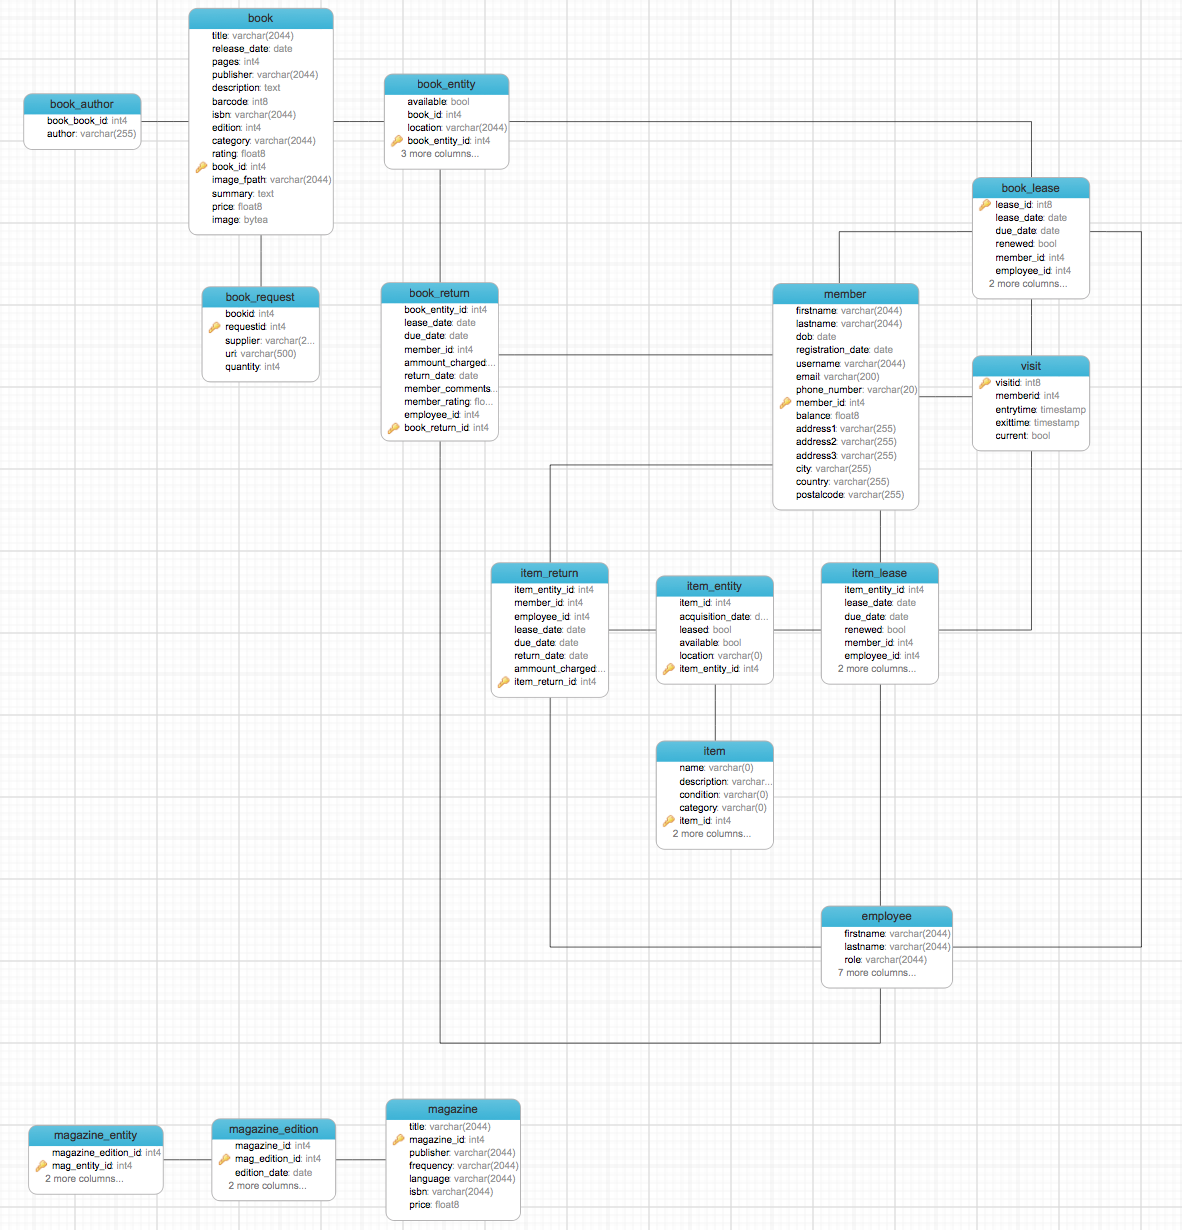 book
title: varchar(2044)
release_date: date
pages: int4
publisher: varchar(2044)
description: text
barcode: int8
isbn: varchar(2044)
edition: int4
category: varchar(2044)
rating: float8
book_id: int4
image_fpath: varchar(2044)
summary: text
price: float8
image: bytea
book_author
book_book_id: int4
author: varchar(255)
book_entity
available: bool
book_id: int4
location: varchar(2044)
book_entity_id: int4
3 more columns...
book_lease
lease_id: int8
lease_date: date
due_date: date
renewed: bool
member_id: int4
employee_id: int4
2 more columns...
book_request
bookid: int4
requestid: int4
supplier: varchar(2...
uri: varchar(500)
quantity: int4
book_return
book_entity_id: int4
lease_date: date
due_date: date
member_id: int4
ammount_charged:...
return_date: date
member_comments...
member_rating: flo...
employee_id: int4
book_return_id: int4
member
firstname: varchar(2044)
lastname: varchar(2044)
dob: date
registration_date: date
username: varchar(2044)
email: varchar(200)
phone_number: varchar(20)
member_id: int4
balance: float8
address1: varchar(255)
address2: varchar(255)
address3: varchar(255)
city: varchar(255)
country: varchar(255)
postalcode: varchar(255)
visit
visitid: int8
memberid: int4
entrytime: timestamp
exittime: timestamp
current: bool
item_return
item_entity_id: int4
member_id: int4
employee_id: int4
lease_date: date
due_date: date
return_date: date
ammount_charged:...
item_return_id: int4
item_entity
item_id: int4
acquisition_date: d...
leased: bool
available: bool
location: varchar(0)
item_entity_id: int4
item_lease
item_entity_id: int4
lease_date: date
due_date: date
renewed: bool
member_id: int4
employee_id: int4
2 more columns...
item
name: varchar(0)
description: varchar...
condition: varchar(0)
category: varchar(0)
item_id: int4
2 more columns...
employee
firstname: varchar(2044)
lastname: varchar(2044)
role: varchar(2044)
7 more columns...
magazine_entity
magazine_edition_id: int4
mag_entity_id: int4
2 more columns...
magazine_edition
magazine_id: int4
mag_edition_id: int4
edition_date: date
2 more columns...
magazine
title: varchar(2044)
magazine_id: int4
publisher: varchar(2044)
frequency: varchar(2044)
language: varchar(2044)
isbn: varchar(2044)
price: float8